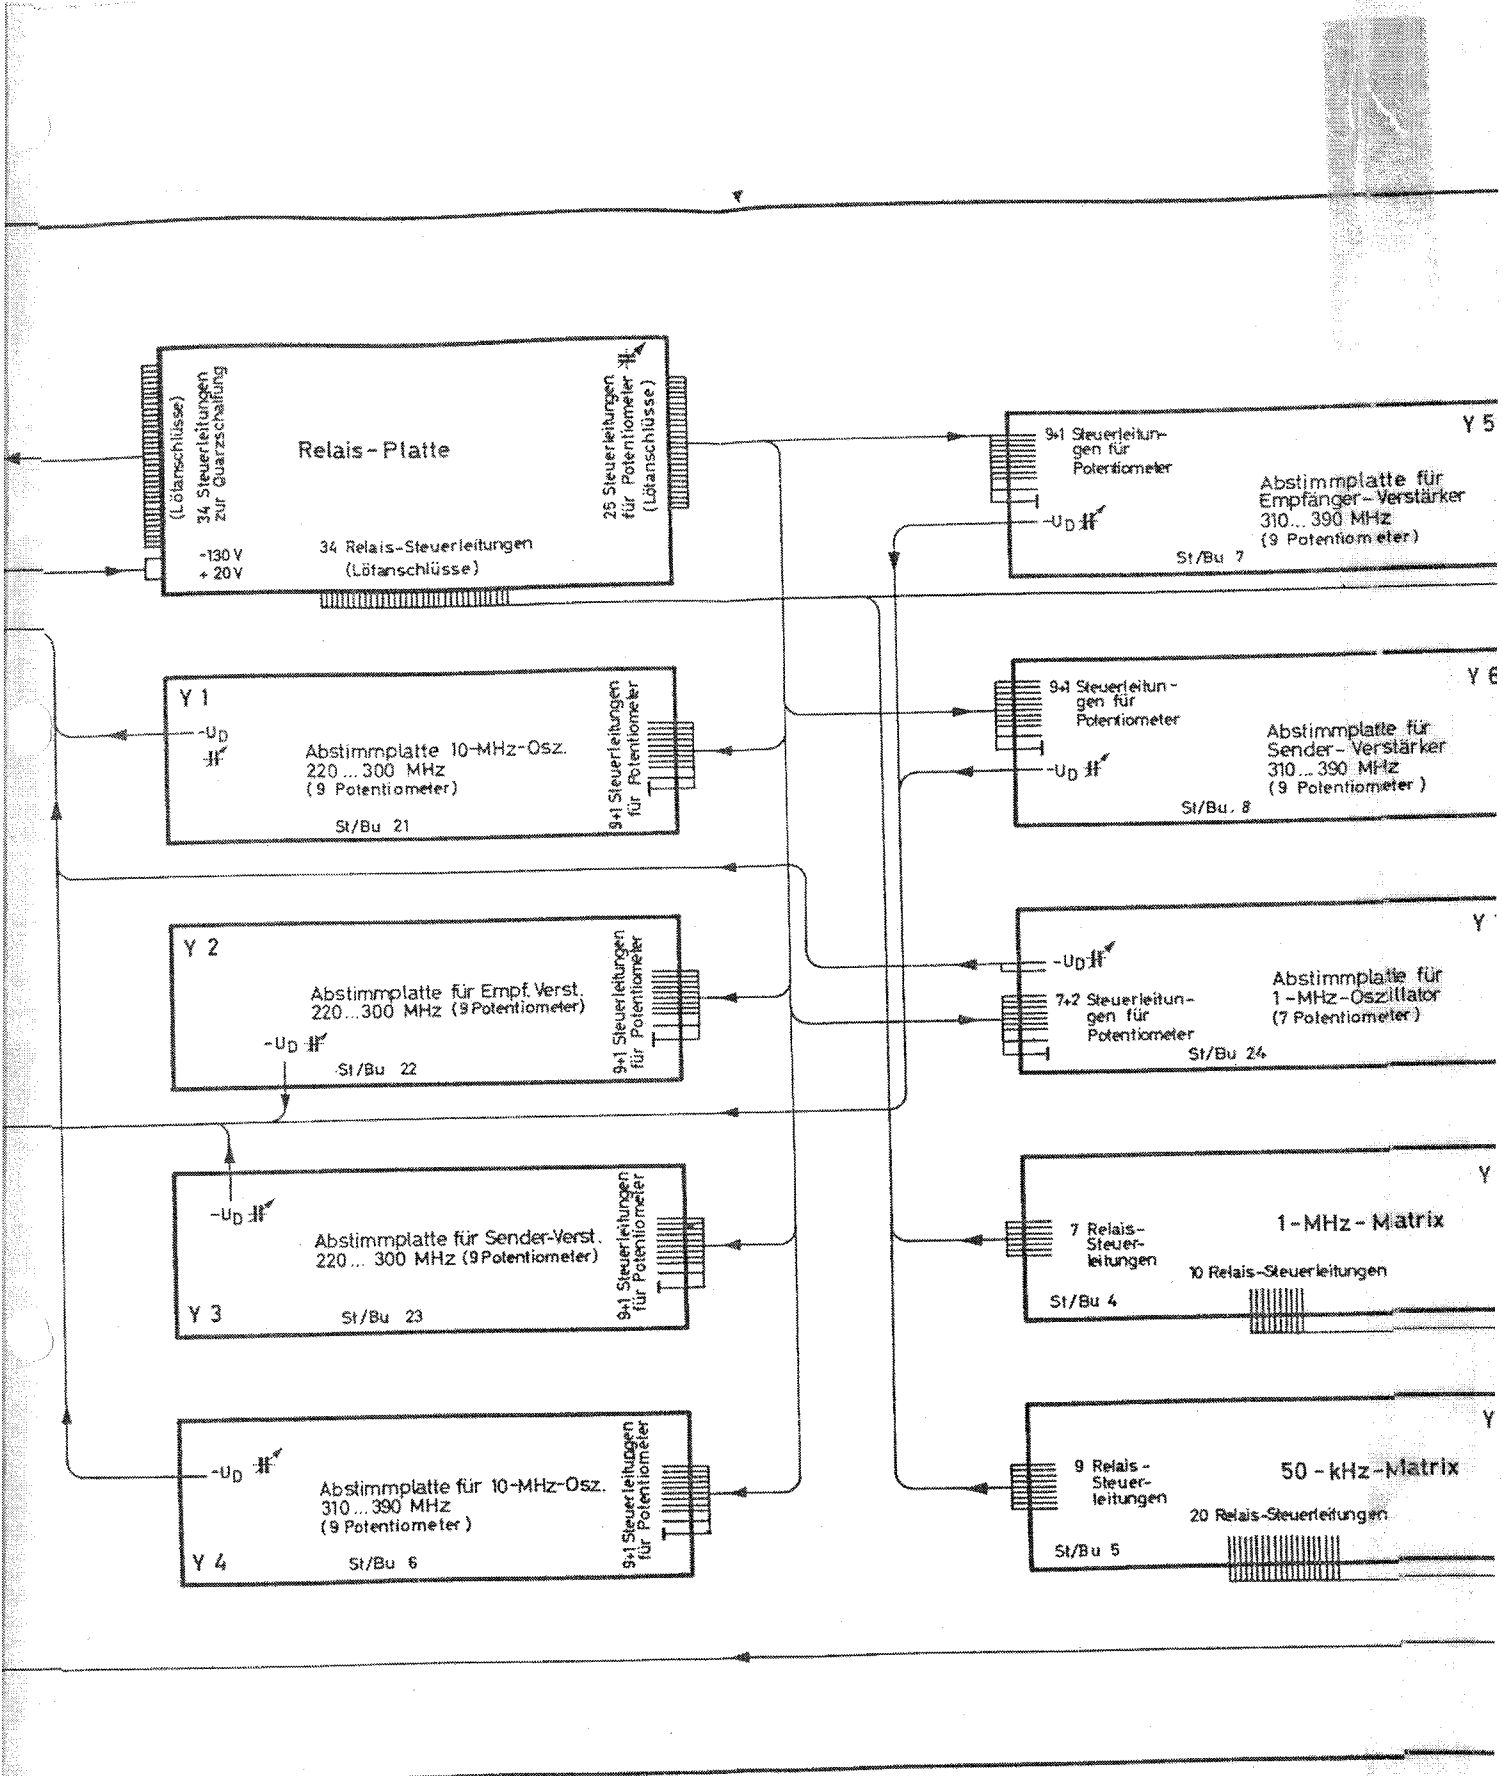 (Lötanschlüsse)
34 Steuerleitungen
zur Quarzschaltung
-130 V
+ 20 V
Relais-Platte
34 Relais-Steuerleitungen
(Lötanschlüsse)
25 Steuerleitungen
für Potentiometer
(Lötanschlüsse)
Y 1
-UD
Abstimmplatte 10-MHz-Osz.
220 ... 300 MHz
(9 Potentiometer)
St/Bu 21
9+1 Steuerleitungen
für Potentiometer
Y 2
Abstimmplatte für Empf. Verst.
220...300 MHz (9 Potentiometer)
-UD
St/Bu 22
9+1 Steuerleitungen
für Potentiometer
-UD
Abstimmplatte für Sender-Verst.
220 ... 300 MHz (9 Potentiometer)
Y 3
St/Bu 23
9+1 Steuerleitungen
für Potentiometer
-UD
Abstimmplatte für 10-MHz-Osz.
310 ... 390 MHz
(9 Potentiometer)
Y 4
St/Bu 6
9+1 Steuerleitungen
für Potentiometer
Y 5
9+1 Steuerleitun-
gen für
Potentiometer
-UD
Abstimmplatte für
Empfänger-Verstärker
310... 390 MHz
(9 Potentiometer)
St/Bu 7
Y 6
9+1 Steuerleitun-
gen für
Potentiometer
-UD
Abstimmplatte für
Sender-Verstärker
310... 390 MHz
(9 Potentiometer)
St/Bu. 8
Y
-UD
7+2 Steuerleitun-
gen für
Potentiometer
Abstimmplatte für
1-MHz-Oszillator
(7 Potentiometer)
St/Bu 24
Y
7 Relais-
Steuer-
leitungen
1-MHz-Matrix
10 Relais-Steuerleitungen
St/Bu 4
Y
9 Relais-
Steuer-
leitungen
50-kHz-Matrix
20 Relais-Steuerleitungen
St/Bu 5